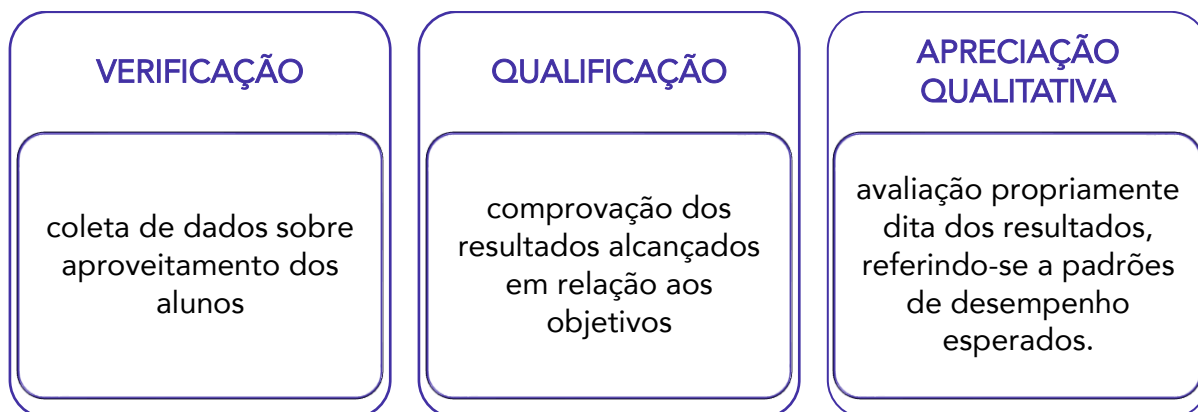 VERIFICAÇÃO
coleta de dados sobre
aproveitamento dos
alunos
QUALIFICAÇÃO
comprovação dos
resultados alcançados
em relação aos
objetivos
APRECIAÇÃO
QUALITATIVA
avaliação propriamente
dita dos resultados,
referindo-se a padrões
de desempenho
esperados.